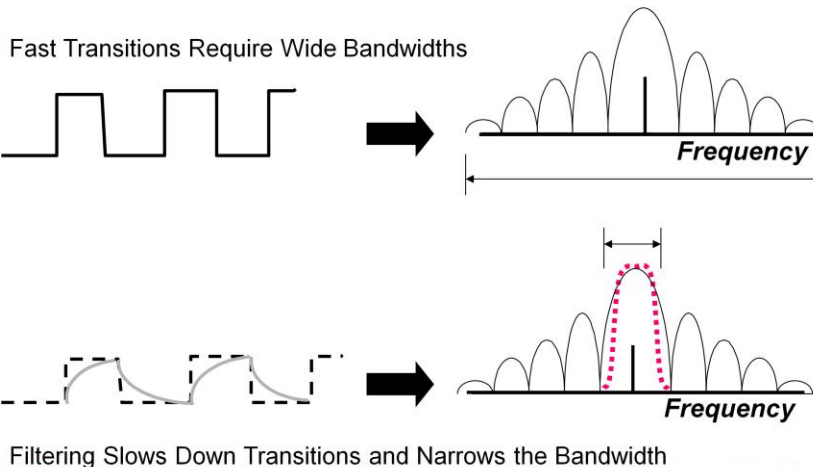 Fast Transitions Require Wide Bandwidths
Frequency
Frequency
Filtering Slows Down Transitions and Narrows the Bandwidth